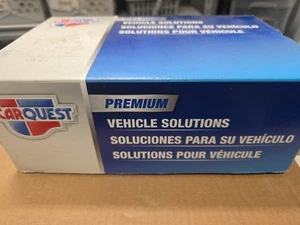 VEHICLE SOLUTIONS
SOLUCIONES PARA SU VEHÍCULO
SOLUTIONS POUR VÉHICULE
CARQUEST
PREMIUM
VEHICLE SOLUTIONS
SOLUCIONES PARA SU VEHÍCULO
SOLUTIONS POUR VÉHICULE